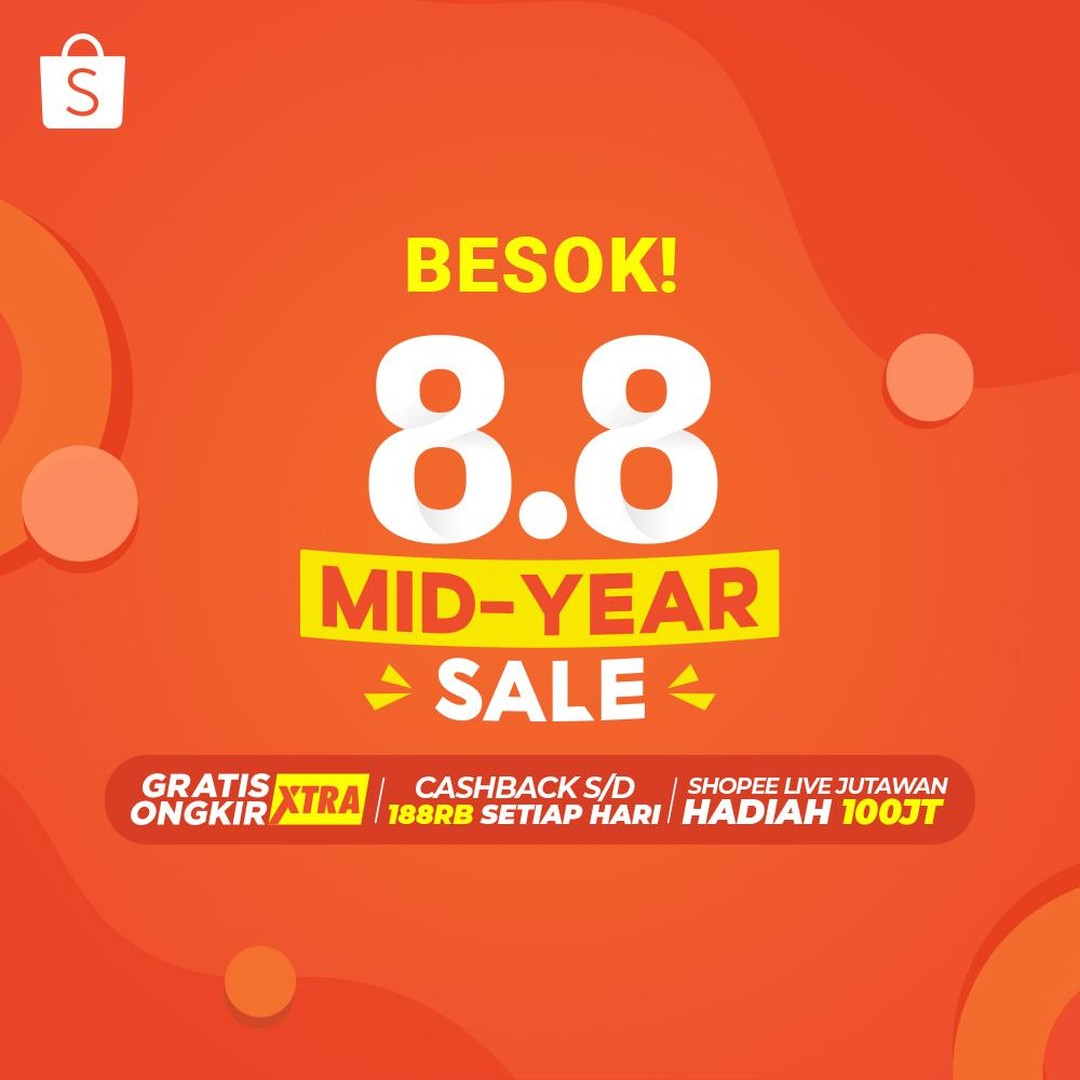 S
BESOK!
8.8
MID-YEAR
SALE
GRATIS
ONGKIR XTRA
CASHBACK S/D
188RB SETIAP HARI
SHOPEE LIVE JUTAWAN
HADIAH 100JT